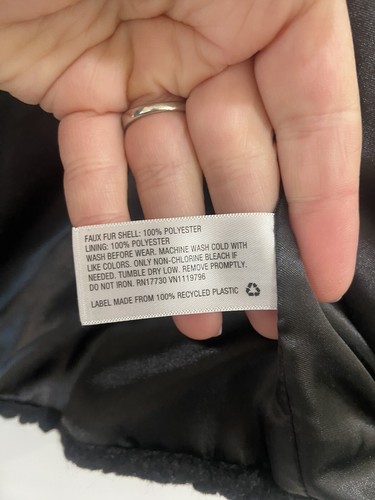 FAUX FUR SHELL: 100% POLYESTER
LINING: 100% POLYESTER
WASH BEFORE WEAR. MACHINE WASH COLD WITH
LIKE COLORS. ONLY NON-CHLORINE BLEACH IF
NEEDED. TUMBLE DRY LOW. REMOVE PROMPTLY.
DO NOT IRON. RN17730 VN1119796
LABEL MADE FROM 100% RECYCLED PLASTIC